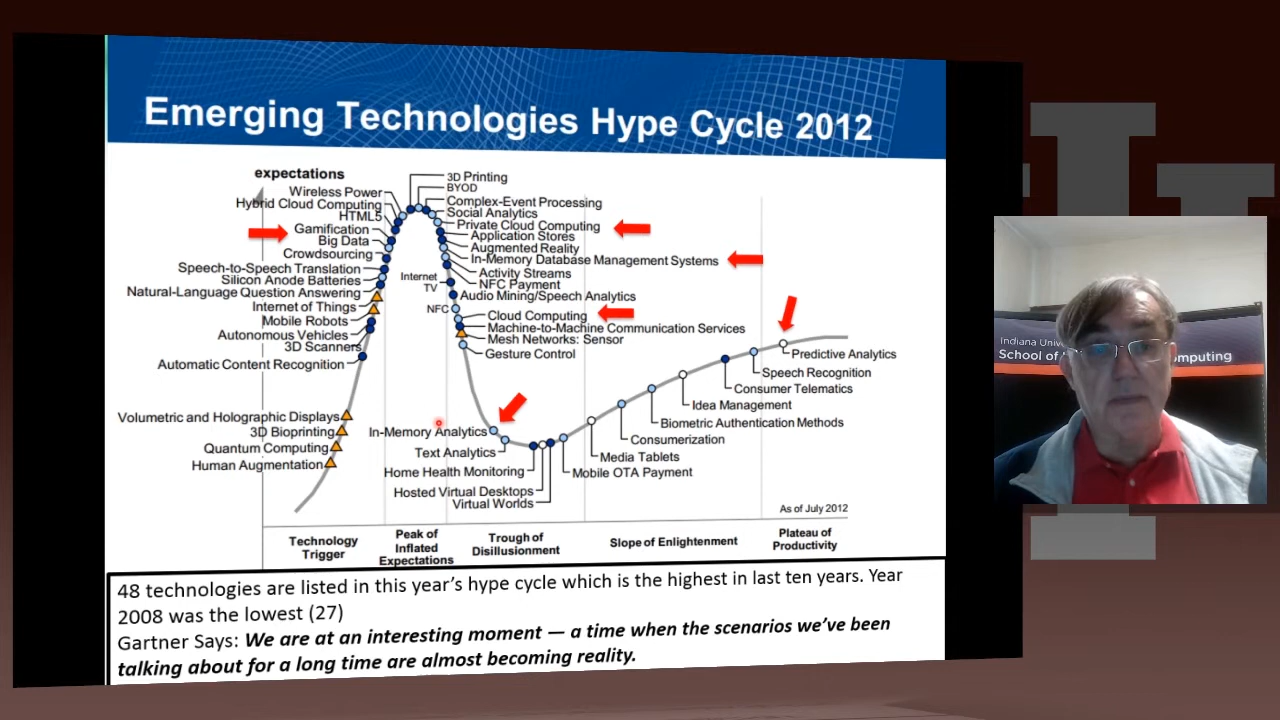 Emerging Technologies Hype Cycle 2012
expectations
3D Printing
BYOD
Wireless Power
Complex-Event Processing
Hybrid Cloud Computing
Social Analytics
HTML5
Private Cloud Computing
Gamification
Application Stores
Big Data
Augmented Reality
Crowdsourcing
In-Memory Database Management Systems
Speech-to-Speech Translation
Activity Streams
Silicon Anode Batteries
Internet
TV
NFC Payment
Natural-Language Question Answering
Audio Mining/Speech Analytics
Internet of Things
NFC
Cloud Computing
Mobile Robots
Machine-to-Machine Communication Services
Autonomous Vehicles
Mesh Networks: Sensor
3D Scanners
Gesture Control
Automatic Content Recognition
Predictive Analytics
Speech Recognition
Consumer Telematics
Idea Management
Volumetric and Holographic Displays
Biometric Authentication Methods
3D Bioprinting
In-Memory Analytics
Consumerization
Quantum Computing
Text Analytics
Media Tablets
Human Augmentation
Home Health Monitoring
Mobile OTA Payment
Hosted Virtual Desktops
Virtual Worlds
As of July 2012
Technology
Trigger
Peak of
Inflated
Expectations
Trough of
Disillusionment
Slope of Enlightenment
Plateau of
Productivity
48 technologies are listed in this year's hype cycle which is the highest in last ten years. Year
2008 was the lowest (27)
Gartner Says: We are at an interesting moment — a time when the scenarios we've been
talking about for a long time are almost becoming reality.
Indiana
School of
omputing